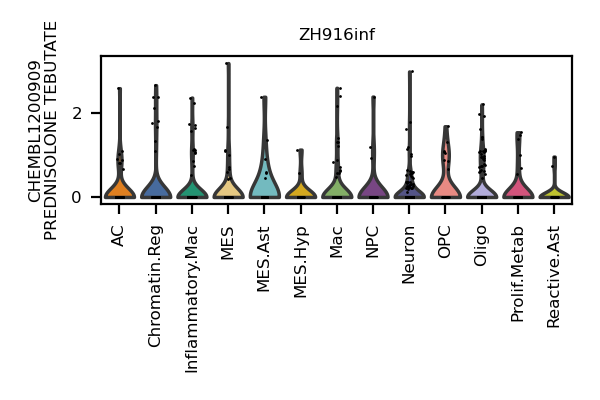 ZH916inf
CHEMBL1200909
PREDNISOLONE TEBUTATE
2
0
AC
Chromatin.Reg
Inflammatory.Mac
MES
MES.Ast
MES.Hyp
Mac
NPC
Neuron
OPC
Oligo
Prolif.Metab
Reactive.Ast